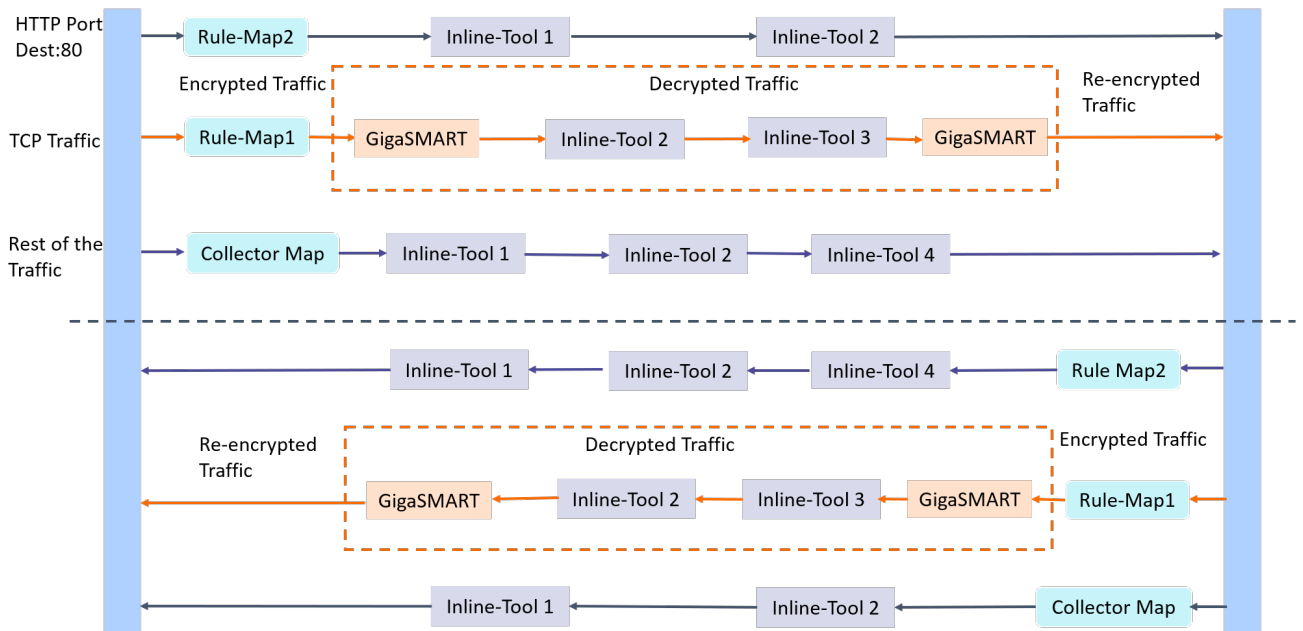 HTTP Port
Dest:80
Rule-Map2
Inline-Tool 1
Inline-Tool 2
Encrypted Traffic
Decrypted Traffic
Re-encrypted
Traffic
TCP Traffic
Rule-Map1
GigaSMART
Inline-Tool 2
Inline-Tool 3
GigaSMART
Rest of the
Traffic
Collector Map
Inline-Tool 1
Inline-Tool 2
Inline-Tool 4
Inline-Tool 1
Inline-Tool 2
Inline-Tool 4
Rule Map2
Re-encrypted
Traffic
Decrypted Traffic
Encrypted Traffic
GigaSMART
Inline-Tool 2
Inline-Tool 3
GigaSMART
Rule-Map1
Inline-Tool 1
Inline-Tool 2
Collector Map